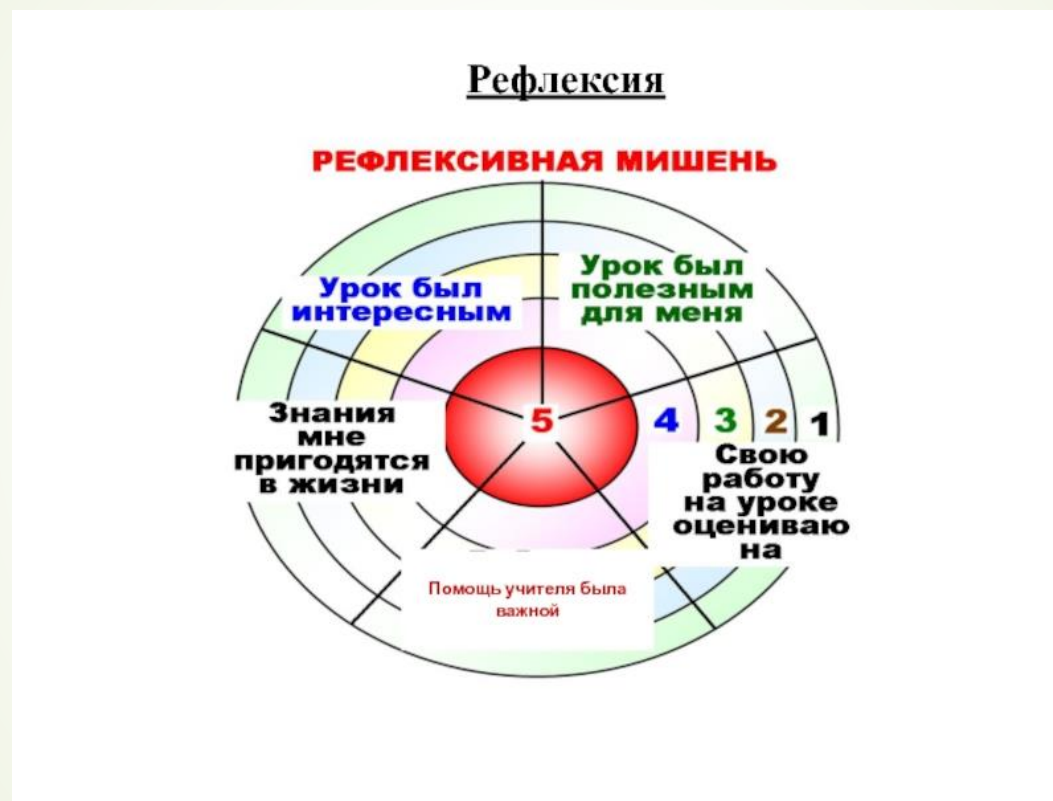 Рефлексия
РЕФЛЕКСИВНАЯ МИШЕНЬ
Урок был
интересным
Урок был
полезным
для меня
Знания
мне
пригодятся
в жизни
5
4
3
2
1
Свою
работу
на уроке
оцениваю
на
Помощь учителя была
важной